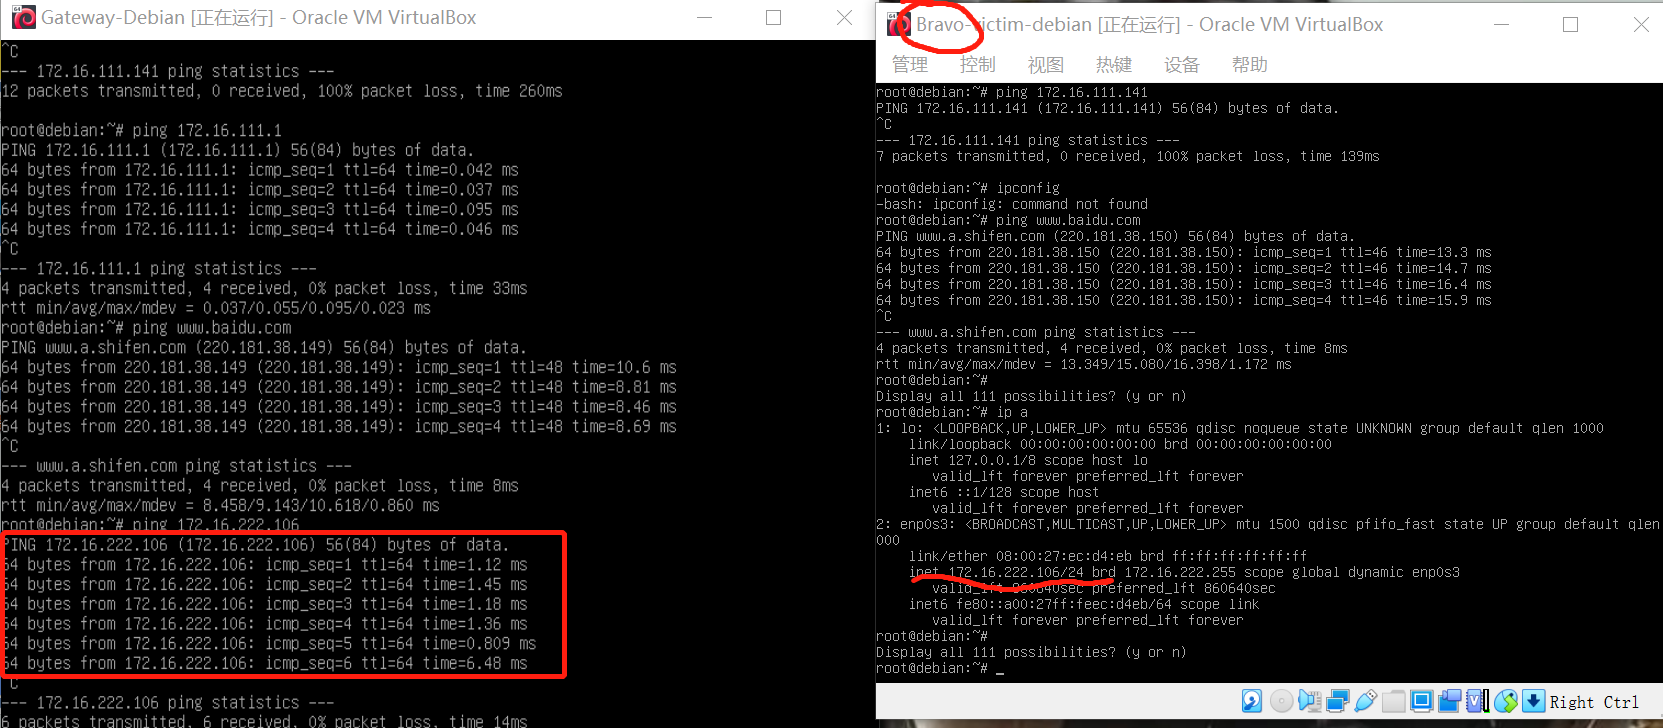 Gateway-Debian [正在运行] - Oracle VM VirtualBox
^C
--- 172.16.111.141 ping statistics ---
12 packets transmitted, 0 received, 100% packet loss, time 260ms
root@debian:~# ping 172.16.111.1
PING 172.16.111.1 (172.16.111.1) 56(84) bytes of data.
64 bytes from 172.16.111.1: icmp_seq=1 ttl=64 time=0.042 ms
64 bytes from 172.16.111.1: icmp_seq=2 ttl=64 time=0.037 ms
64 bytes from 172.16.111.1: icmp_seq=3 ttl=64 time=0.095 ms
64 bytes from 172.16.111.1: icmp_seq=4 ttl=64 time=0.046 ms
^C
--- 172.16.111.1 ping statistics ---
4 packets transmitted, 4 received, 0% packet loss, time 33ms
rtt min/avg/max/mdev = 0.037/0.055/0.095/0.023 ms
root@debian:~# ping www.baidu.com
PING www.a.shifen.com (220.181.38.149) 56(84) bytes of data.
64 bytes from 220.181.38.149 (220.181.38.149): icmp_seq=1 ttl=48 time=10.6 ms
64 bytes from 220.181.38.149 (220.181.38.149): icmp_seq=2 ttl=48 time=8.81 ms
64 bytes from 220.181.38.149 (220.181.38.149): icmp_seq=3 ttl=48 time=8.46 ms
64 bytes from 220.181.38.149 (220.181.38.149): icmp_seq=4 ttl=48 time=8.69 ms
^C
--- www.a.shifen.com ping statistics ---
4 packets transmitted, 4 received, 0% packet loss, time 8ms
rtt min/avg/max/mdev = 8.458/9.143/10.618/0.860 ms
root@debian:~# ping 172.16.222.106
PING 172.16.222.106 (172.16.222.106) 56(84) bytes of data.
64 bytes from 172.16.222.106: icmp_seq=1 ttl=64 time=1.12 ms
64 bytes from 172.16.222.106: icmp_seq=2 ttl=64 time=1.45 ms
64 bytes from 172.16.222.106: icmp_seq=3 ttl=64 time=1.18 ms
64 bytes from 172.16.222.106: icmp_seq=4 ttl=64 time=1.36 ms
64 bytes from 172.16.222.106: icmp_seq=5 ttl=64 time=0.809 ms
64 bytes from 172.16.222.106: icmp_seq=6 ttl=64 time=6.48 ms
^C
--- 172.16.222.106 ping statistics ---
6 packets transmitted, 6 received, 0% packet loss, time 14ms
Bravo-victim-debian [正在运行] - Oracle VM VirtualBox
管理 控制 视图 热键 设备 帮助
root@debian:~# ping 172.16.111.141
PING 172.16.111.141 (172.16.111.141) 56(84) bytes of data.
^C
--- 172.16.111.141 ping statistics ---
7 packets transmitted, 0 received, 100% packet loss, time 139ms
root@debian:~# ipconfig
-bash: ipconfig: command not found
root@debian:~# ping www.baidu.com
PING www.a.shifen.com (220.181.38.150) 56(84) bytes of data.
64 bytes from 220.181.38.150 (220.181.38.150): icmp_seq=1 ttl=46 time=13.3 ms
64 bytes from 220.181.38.150 (220.181.38.150): icmp_seq=2 ttl=46 time=14.7 ms
64 bytes from 220.181.38.150 (220.181.38.150): icmp_seq=3 ttl=46 time=16.4 ms
64 bytes from 220.181.38.150 (220.181.38.150): icmp_seq=4 ttl=46 time=15.9 ms
^C
--- www.a.shifen.com ping statistics ---
4 packets transmitted, 4 received, 0% packet loss, time 8ms
rtt min/avg/max/mdev = 13.349/15.080/16.398/1.172 ms
root@debian:~#
Display all 111 possibilities? (y or n)
root@debian:~# ip a
1: lo: <LOOPBACK,UP,LOWER_UP> mtu 65536 qdisc noqueue state UNKNOWN group default qlen 1000
link/loopback 00:00:00:00:00:00 brd 00:00:00:00:00:00
inet 127.0.0.1/8 scope host lo
valid_lft forever preferred_lft forever
inet6 ::1/128 scope host
valid_lft forever preferred_lft forever
2: enp0s3: <BROADCAST,MULTICAST,UP,LOWER_UP> mtu 1500 qdisc pfifo_fast state UP group default qlen
000
link/ether 08:00:27:ec:d4:eb brd ff:ff:ff:ff:ff:ff
inet 172.16.222.106/24 brd 172.16.222.255 scope global dynamic enp0s3
valid_lft 860640sec preferred_lft 860640sec
inet6 fe80::a00:27ff:feec:d4eb/64 scope link
valid_lft forever preferred_lft forever
root@debian:~#
Display all 111 possibilities? (y or n)
root@debian:~# _
Right Ctrl